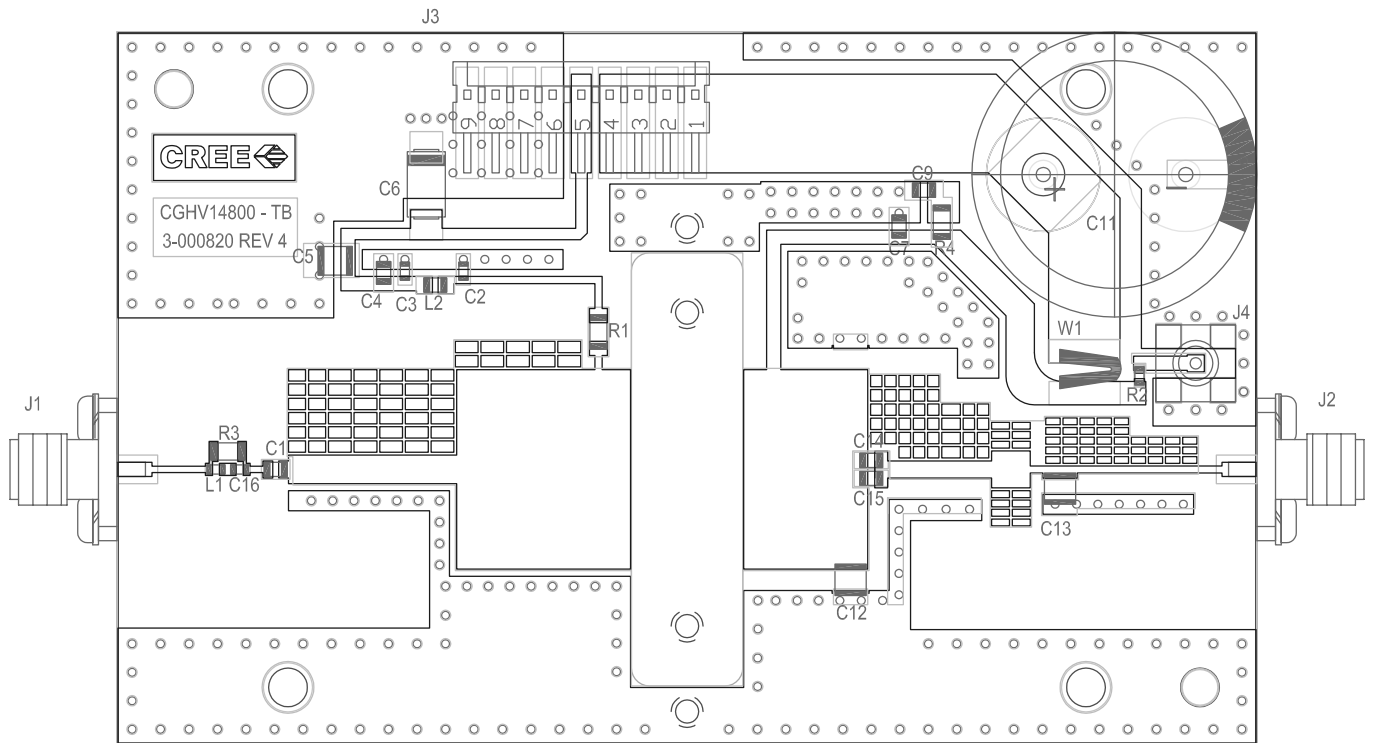 J3
9 8 7 6 5 4 3 2 1
CREE
C6
C9
CGHV14800 - TB
3-000820 REV 4
C7
R4
C11
C5
C4
C3
L2
C2
R1
W1
J4
R2
J1
J2
R3
C1
L1
C16
C14
C15
C13
C12